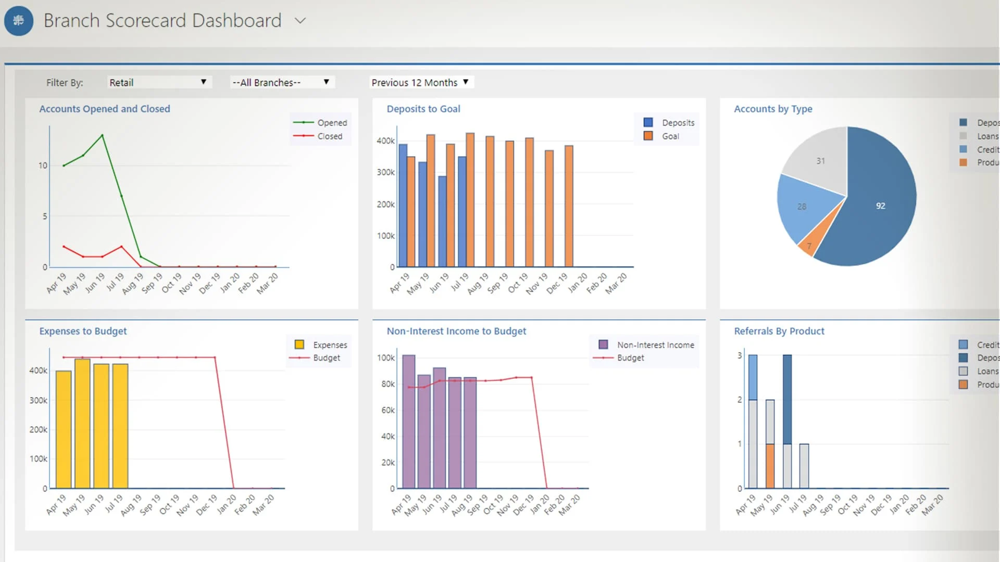 Branch Scorecard Dashboard
Filter By:
Retail
--All Branches--
Previous 12 Months
Accounts Opened and Closed
Opened
Closed
10
5
0
Apr 19 May 19 Jun 19 Jul 19 Aug 19 Sep 19 Oct 19 Nov 19 Dec 19 Jan 20 Feb 20 Mar 20
Deposits to Goal
Deposits
Goal
400k
300k
200k
100k
0
Apr 19 May 19 Jun 19 Jul 19 Aug 19 Sep 19 Oct 19 Nov 19 Dec 19 Jan 20 Feb 20 Mar 20
Accounts by Type
Depos
Loans
Credit
Produ
31
28
92
7
Expenses to Budget
Expenses
Budget
400k
300k
200k
100k
0
Apr 19 May 19 Jun 19 Jul 19 Aug 19 Sep 19 Oct 19 Nov 19 Dec 19 Jan 20 Feb 20 Mar 20
Non-Interest Income to Budget
Non-Interest Income
Budget
100k
80k
60k
40k
20k
0
Apr 19 May 19 Jun 19 Jul 19 Aug 19 Sep 19 Oct 19 Nov 19 Dec 19 Jan 20 Feb 20 Mar 20
Referrals By Product
Credit
Depos
Loans
Produ
3
2
1
0
Apr 19 May 19 Jun 19 Jul 19 Aug 19 Sep 19 Oct 19 Nov 19 Dec 19 Jan 20 Feb 20 Mar 20